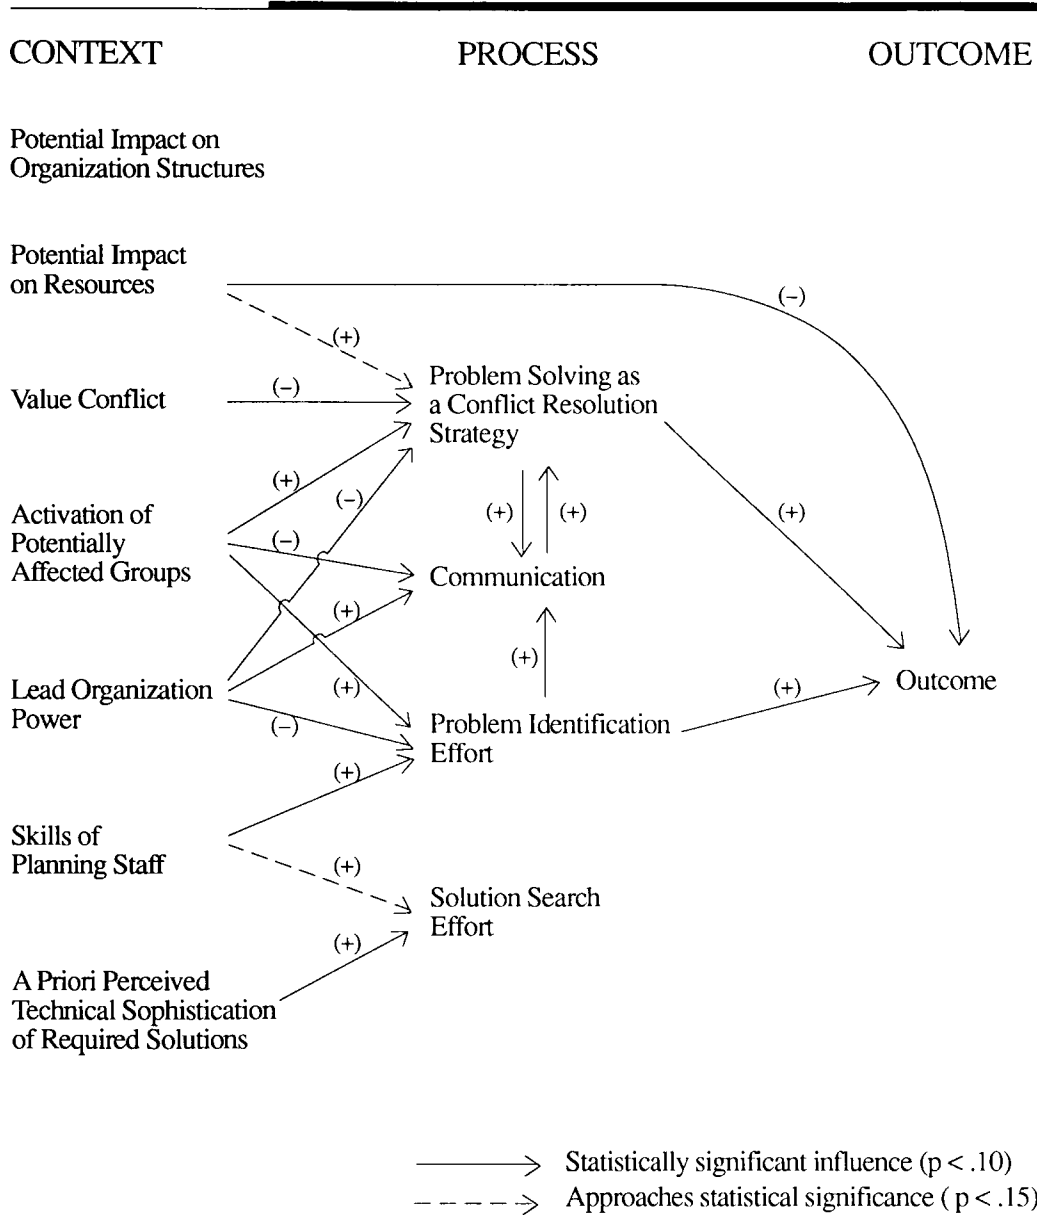 CONTEXT PROCESS OUTCOME
Potential Impact on
Organization Structures
Potential Impact
on Resources
(–)
(+)
Value Conflict
(–)
Problem Solving as
a Conflict Resolution
Strategy
(+)
(–)
(+)
(+)
(+)
Activation of
Potentially
Affected Groups
(–)
Communication
(+)
(+)
(+)
Lead Organization
Power
(–)
Problem Identification
Effort
(+)
Outcome
(+)
Skills of
Planning Staff
(+)
Solution Search
Effort
(+)
A Priori Perceived
Technical Sophistication
of Required Solutions
Statistically significant influence (p < .10)
Approaches statistical significance ( p < .15)